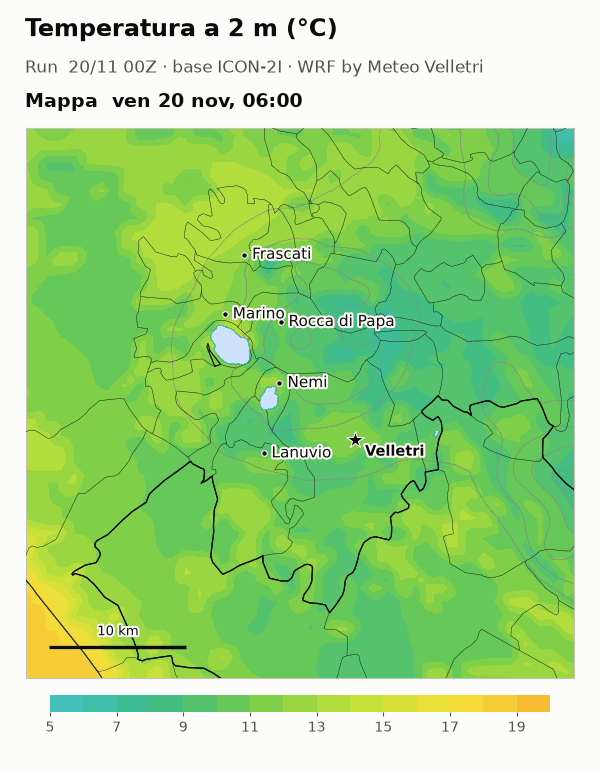 Temperatura a 2 m (°C)
Run  20/11 00Z · base ICON-2I · WRF by Meteo Velletri
Mappa  ven 20 nov, 06:00
Frascati
Marino
Rocca di Papa
Nemi
Velletri
Lanuvio
10 km
5 7 9 11 13 15 17 19